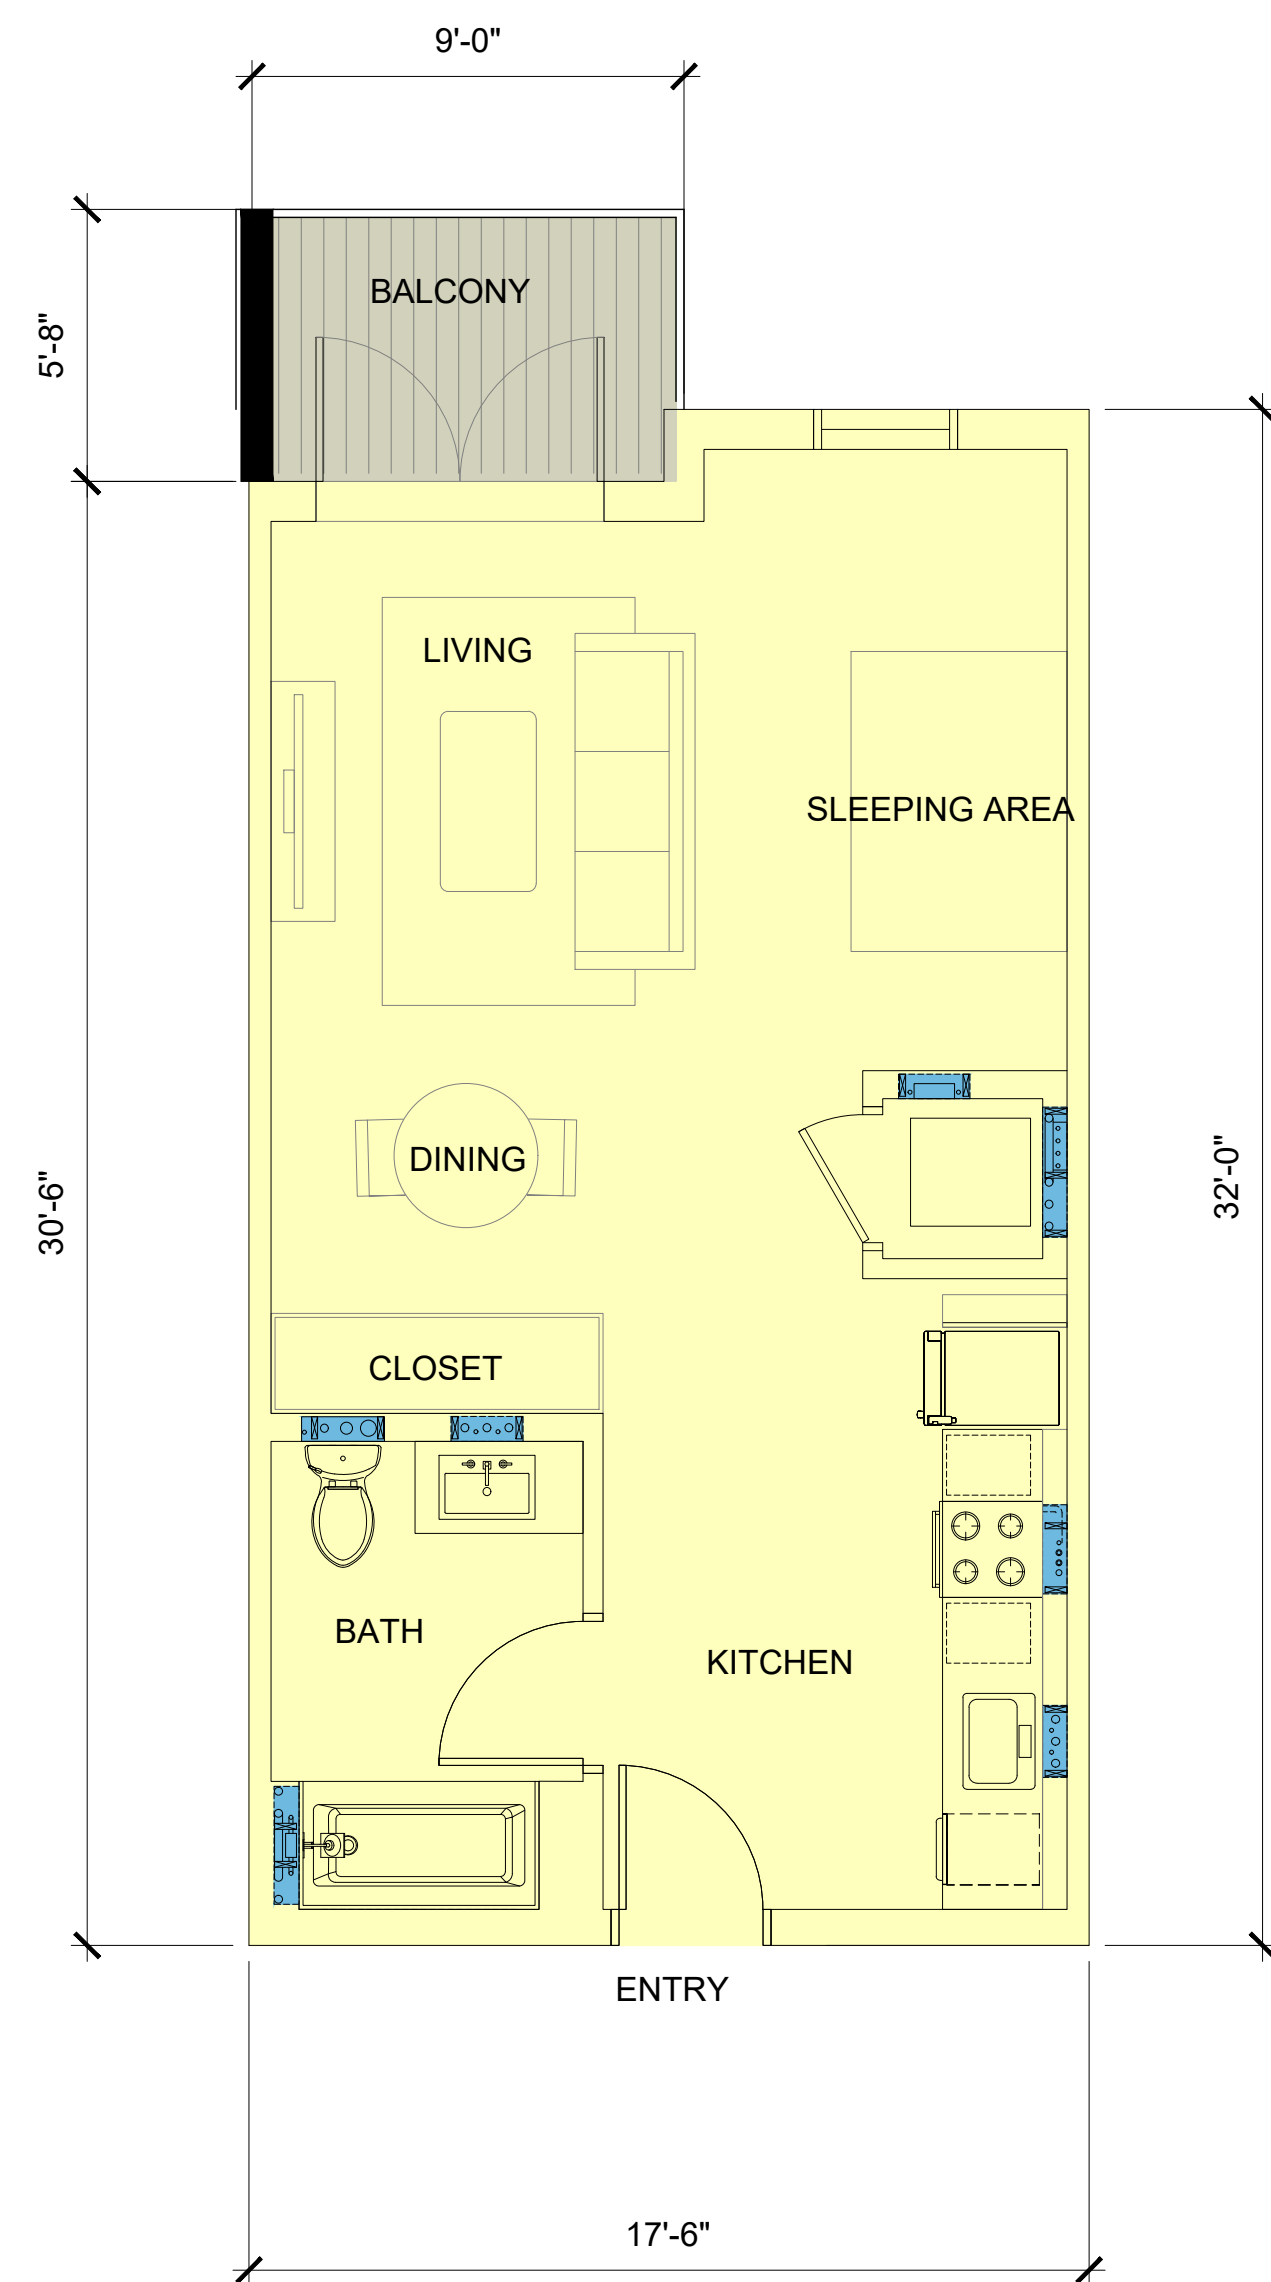 9'-0"
BALCONY
5'-8"
LIVING
SLEEPING AREA
DINING
30'-6"
32'-0"
CLOSET
BATH
KITCHEN
ENTRY
17'-6"